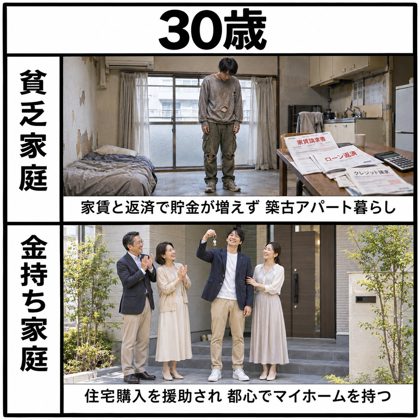 30歳
貧乏家庭
家賃請求書
ローン返済
クレジット請求
家賃と返済で貯金が増えず 築古アパート暮らし
金持ち家庭
住宅購入を援助され 都心でマイホームを持つ